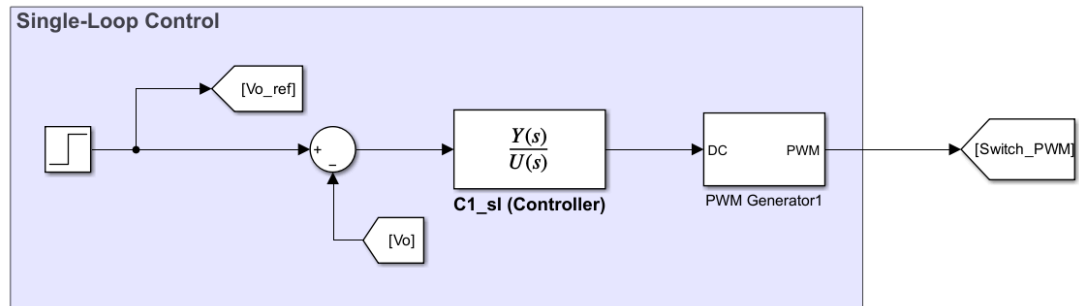 Single-Loop Control
[Vo_ref]
+
−
Y(s)
U(s)
C1_sl (Controller)
DC
PWM
PWM Generator1
[Switch_PWM]
[Vo]